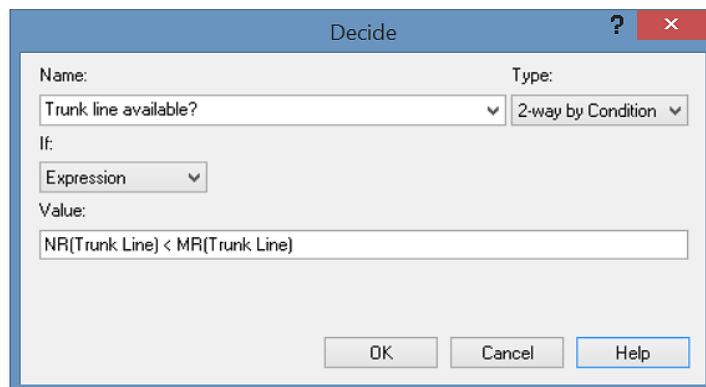 Decide
? ×
Name: Type:
Trunk line available? 2-way by Condition
If:
Expression
Value:
NR(Trunk Line) < MR(Trunk Line)
OK Cancel Help